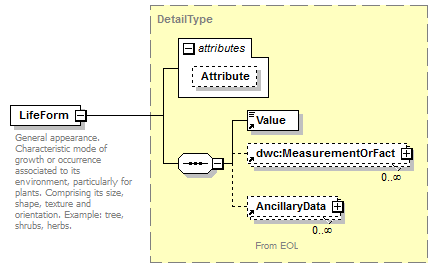 DetailType
attributes
Attribute
LifeForm
General appearance.
Characteristic mode of
growth or occurrence
associated to its
environment, particularly for
plants. Comprising its size,
shape, texture and
orientation. Example: tree,
shrubs, herbs.
Value
dwc:MeasurementOrFact
0..∞
AncillaryData
0..∞
From EOL